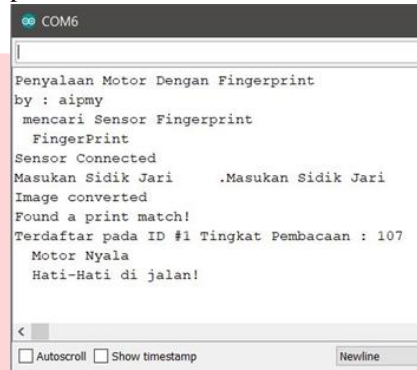 COM6
Penyalaan Motor Dengan Fingerprint
by : aipmy
mencari Sensor Fingerprint
FingerPrint
Sensor Connected
Masukan Sidik Jari .Masukan Sidik Jari
Image converted
Found a print match!
Terdaftar pada ID #1 Tingkat Pembacaan : 107
Motor Nyala
Hati-Hati di jalan!
Autoscroll Show timestamp Newline